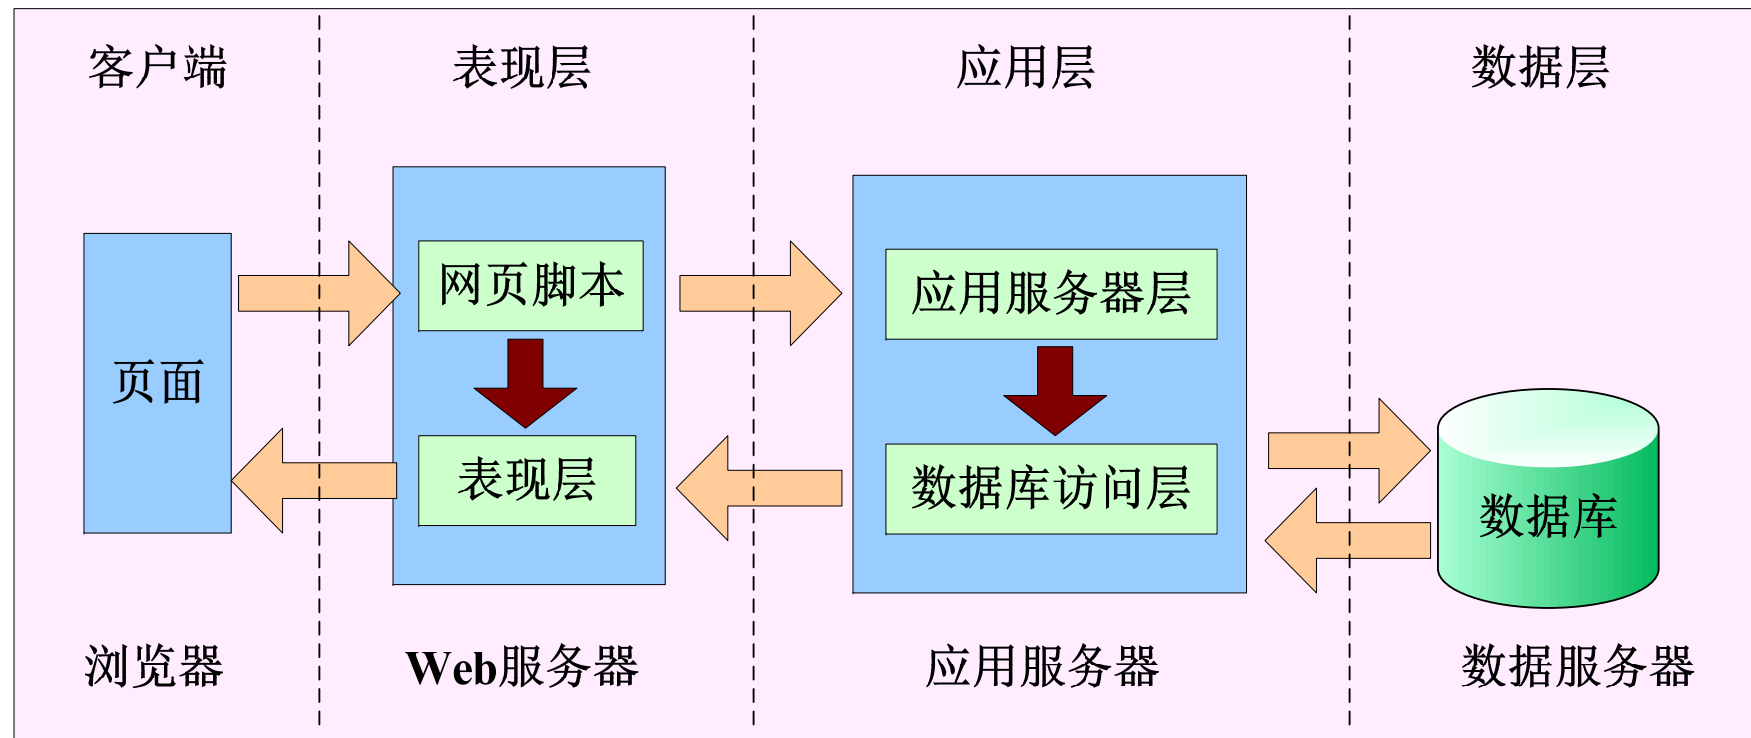 客户端
表现层
应用层
数据层
网页脚本
应用服务器层
页面
表现层
数据库访问层
数据库
浏览器
Web服务器
应用服务器
数据服务器